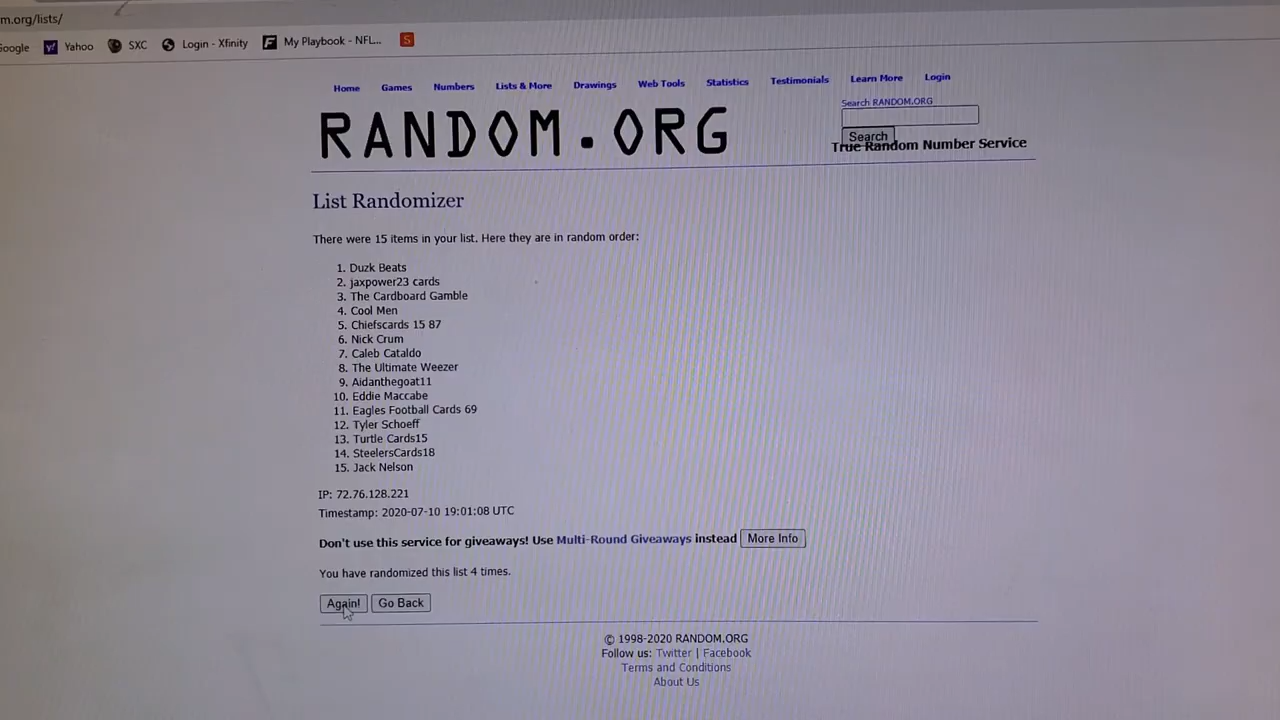 m.org/lists/
Google Yahoo SXC Login - Xfinity My Playbook - NFL... S
Home Games Numbers Lists & More Drawings Web Tools Statistics Testimonials Learn More Login
RANDOM.ORG
Search RANDOM.ORG
Search
True Random Number Service
List Randomizer
There were 15 items in your list. Here they are in random order:
1. Duzk Beats
2. jaxpower23 cards
3. The Cardboard Gamble
4. Cool Men
5. Chiefscards 15 87
6. Nick Crum
7. Caleb Cataldo
8. The Ultimate Weezer
9. Aidanthegoat11
10. Eddie Maccabe
11. Eagles Football Cards 69
12. Tyler Schoeff
13. Turtle Cards15
14. SteelersCards18
15. Jack Nelson
IP: 72.76.128.221
Timestamp: 2020-07-10 19:01:08 UTC
Don't use this service for giveaways! Use Multi-Round Giveaways instead More Info
You have randomized this list 4 times.
Again! Go Back
© 1998-2020 RANDOM.ORG
Follow us: Twitter | Facebook
Terms and Conditions
About Us